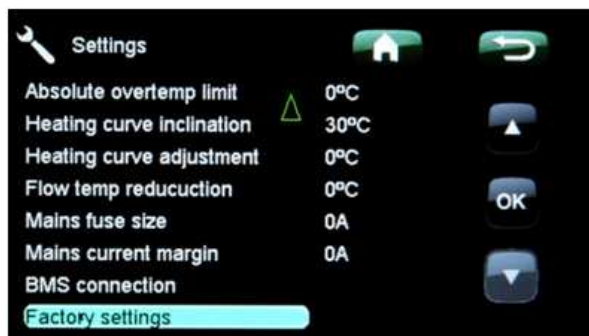 Settings
Absolute overtemp limit 0ºC
Heating curve inclination 30ºC
Heating curve adjustment 0ºC
Flow temp reducuction 0ºC
Mains fuse size 0A
Mains current margin 0A
BMS connection
Factory settings
OK